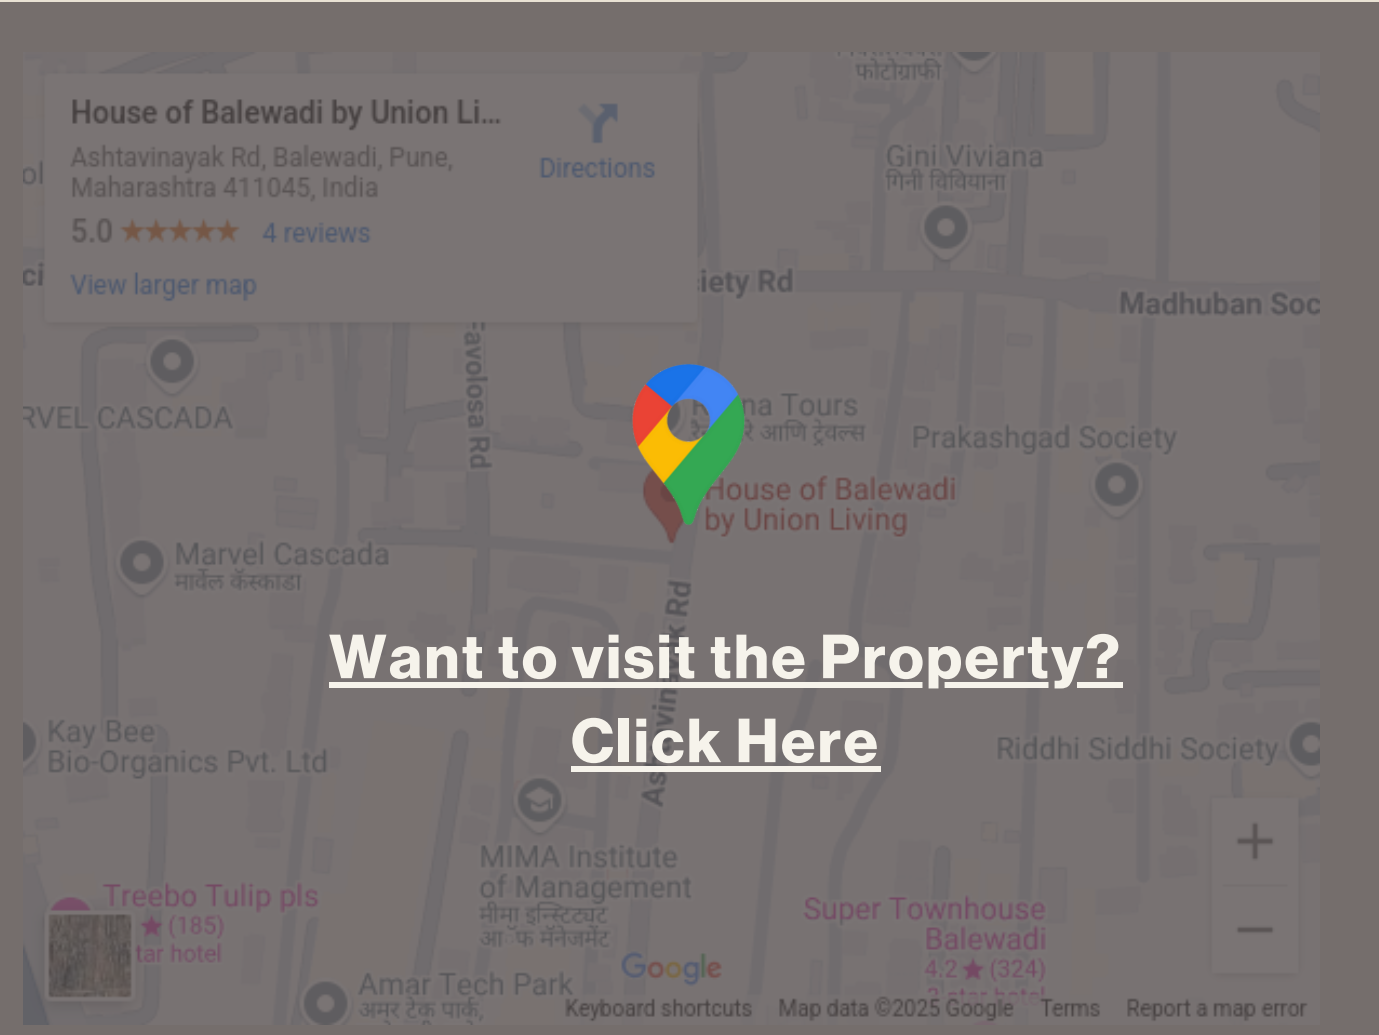 फोटोग्राफी
House of Balewadi by Union Li...
Ashtavinayak Rd, Balewadi, Pune,
Maharashtra 411045, India
Directions
5.0 ★★★★★ 4 reviews
View larger map
Gini Viviana
गिनी विवियाना
iety Rd
Madhuban Soc
Favolosa Rd
RVEL CASCADA
na Tours
रे आणि ट्रेवल्स
Prakashgad Society
House of Balewadi
by Union Living
Marvel Cascada
मार्वेल कॅस्काडा
Want to visit the Property?
Click Here
Kay Bee
Bio-Organics Pvt. Ltd
Riddhi Siddhi Society
MIMA Institute
of Management
मीमा इन्स्टिट्यूट
ऑफ मॅनेजमेंट
Treebo Tulip pls
★ (185)
tar hotel
Super Townhouse
Balewadi
4.2 ★ (324)
Amar Tech Park
अमर टेक पार्क,
Google
Keyboard shortcuts Map data ©2025 Google Terms Report a map error